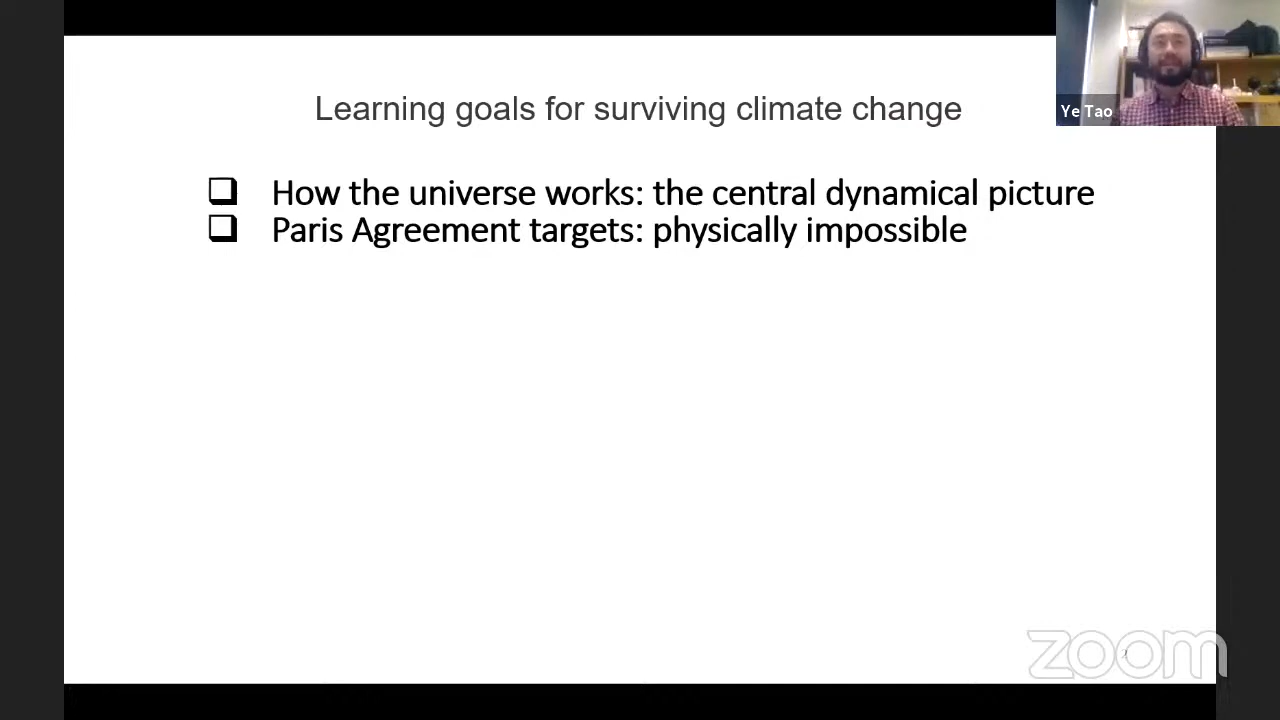 Learning goals for surviving climate change
Ye Tao
❑ How the universe works: the central dynamical picture
❑ Paris Agreement targets: physically impossible
2
zoom